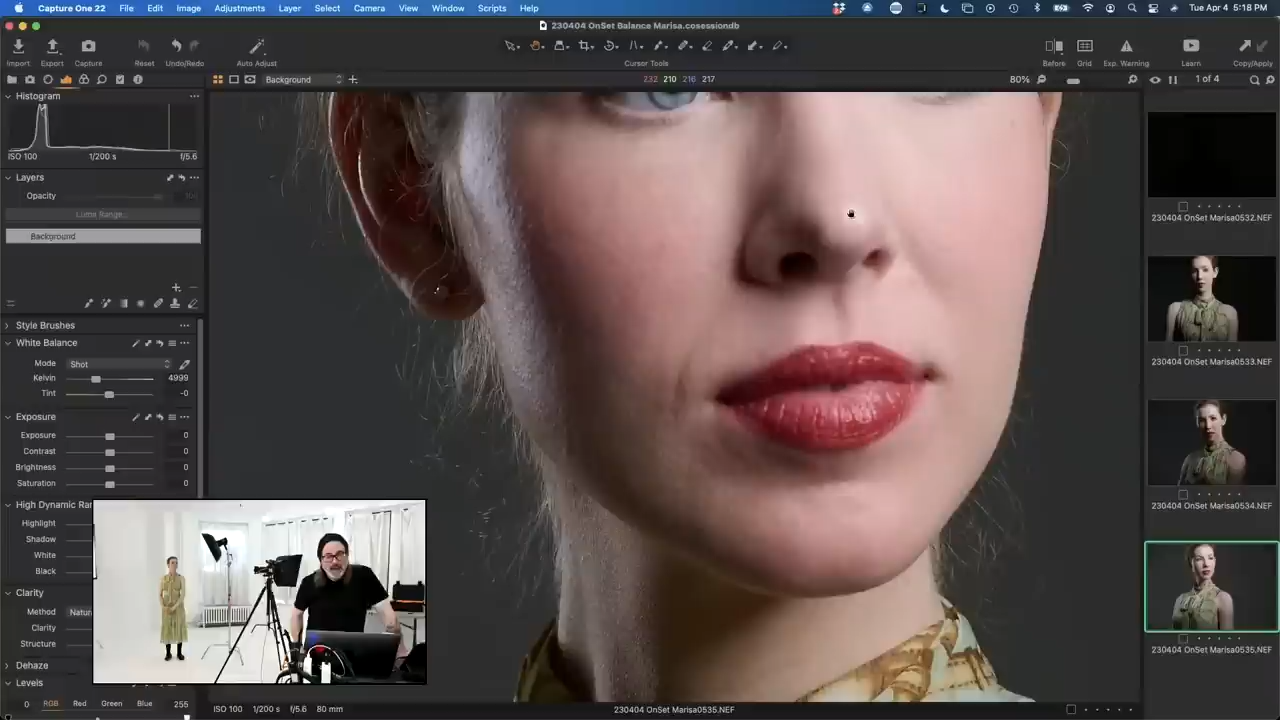 Capture One 22 File Edit Image Adjustments Layer Select Camera View Window Scripts Help Tue Apr 4 5:18 PM
230404 OnSet Balance Marisa.cosessiondb
Import Export Capture Reset Undo/Redo Auto Adjust Cursor Tools Before Grid Exp. Warning Learn Copy/Apply
Background 232 210 216 217 80% 1 of 4
Histogram
ISO 100 1/200 s f/5.6
Layers
Opacity 100
Luma Range...
Background
Style Brushes
White Balance
Mode Shot
Kelvin 4999
Tint -0
Exposure
Exposure 0
Contrast 0
Brightness 0
Saturation 0
High Dynamic Ran
Highlight
Shadow
White
Black
Clarity
Method Natur
Clarity
Structure
Dehaze
Levels
0 RGB Red Green Blue 255
ISO 100 1/200 s f/5.6 80 mm 230404 OnSet Marisa0535.NEF
230404 OnSet Marisa0532.NEF
230404 OnSet Marisa0533.NEF
230404 OnSet Marisa0534.NEF
230404 OnSet Marisa0535.NEF